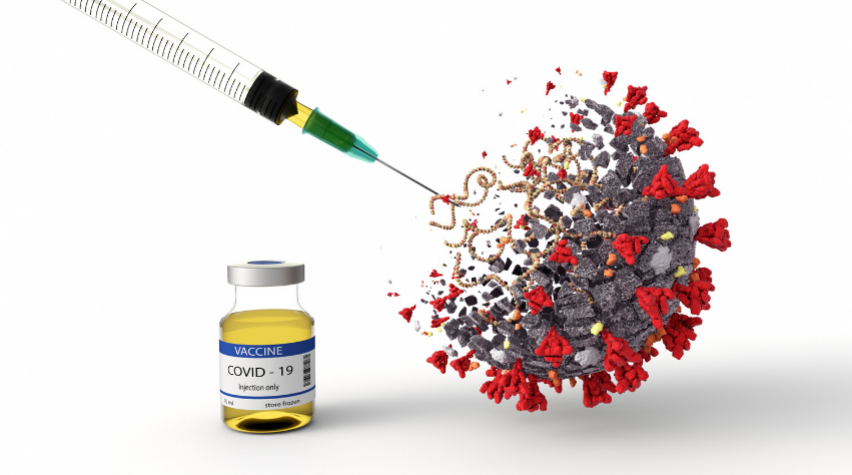 VACCINE
COVID - 19
Injection only
store frozen